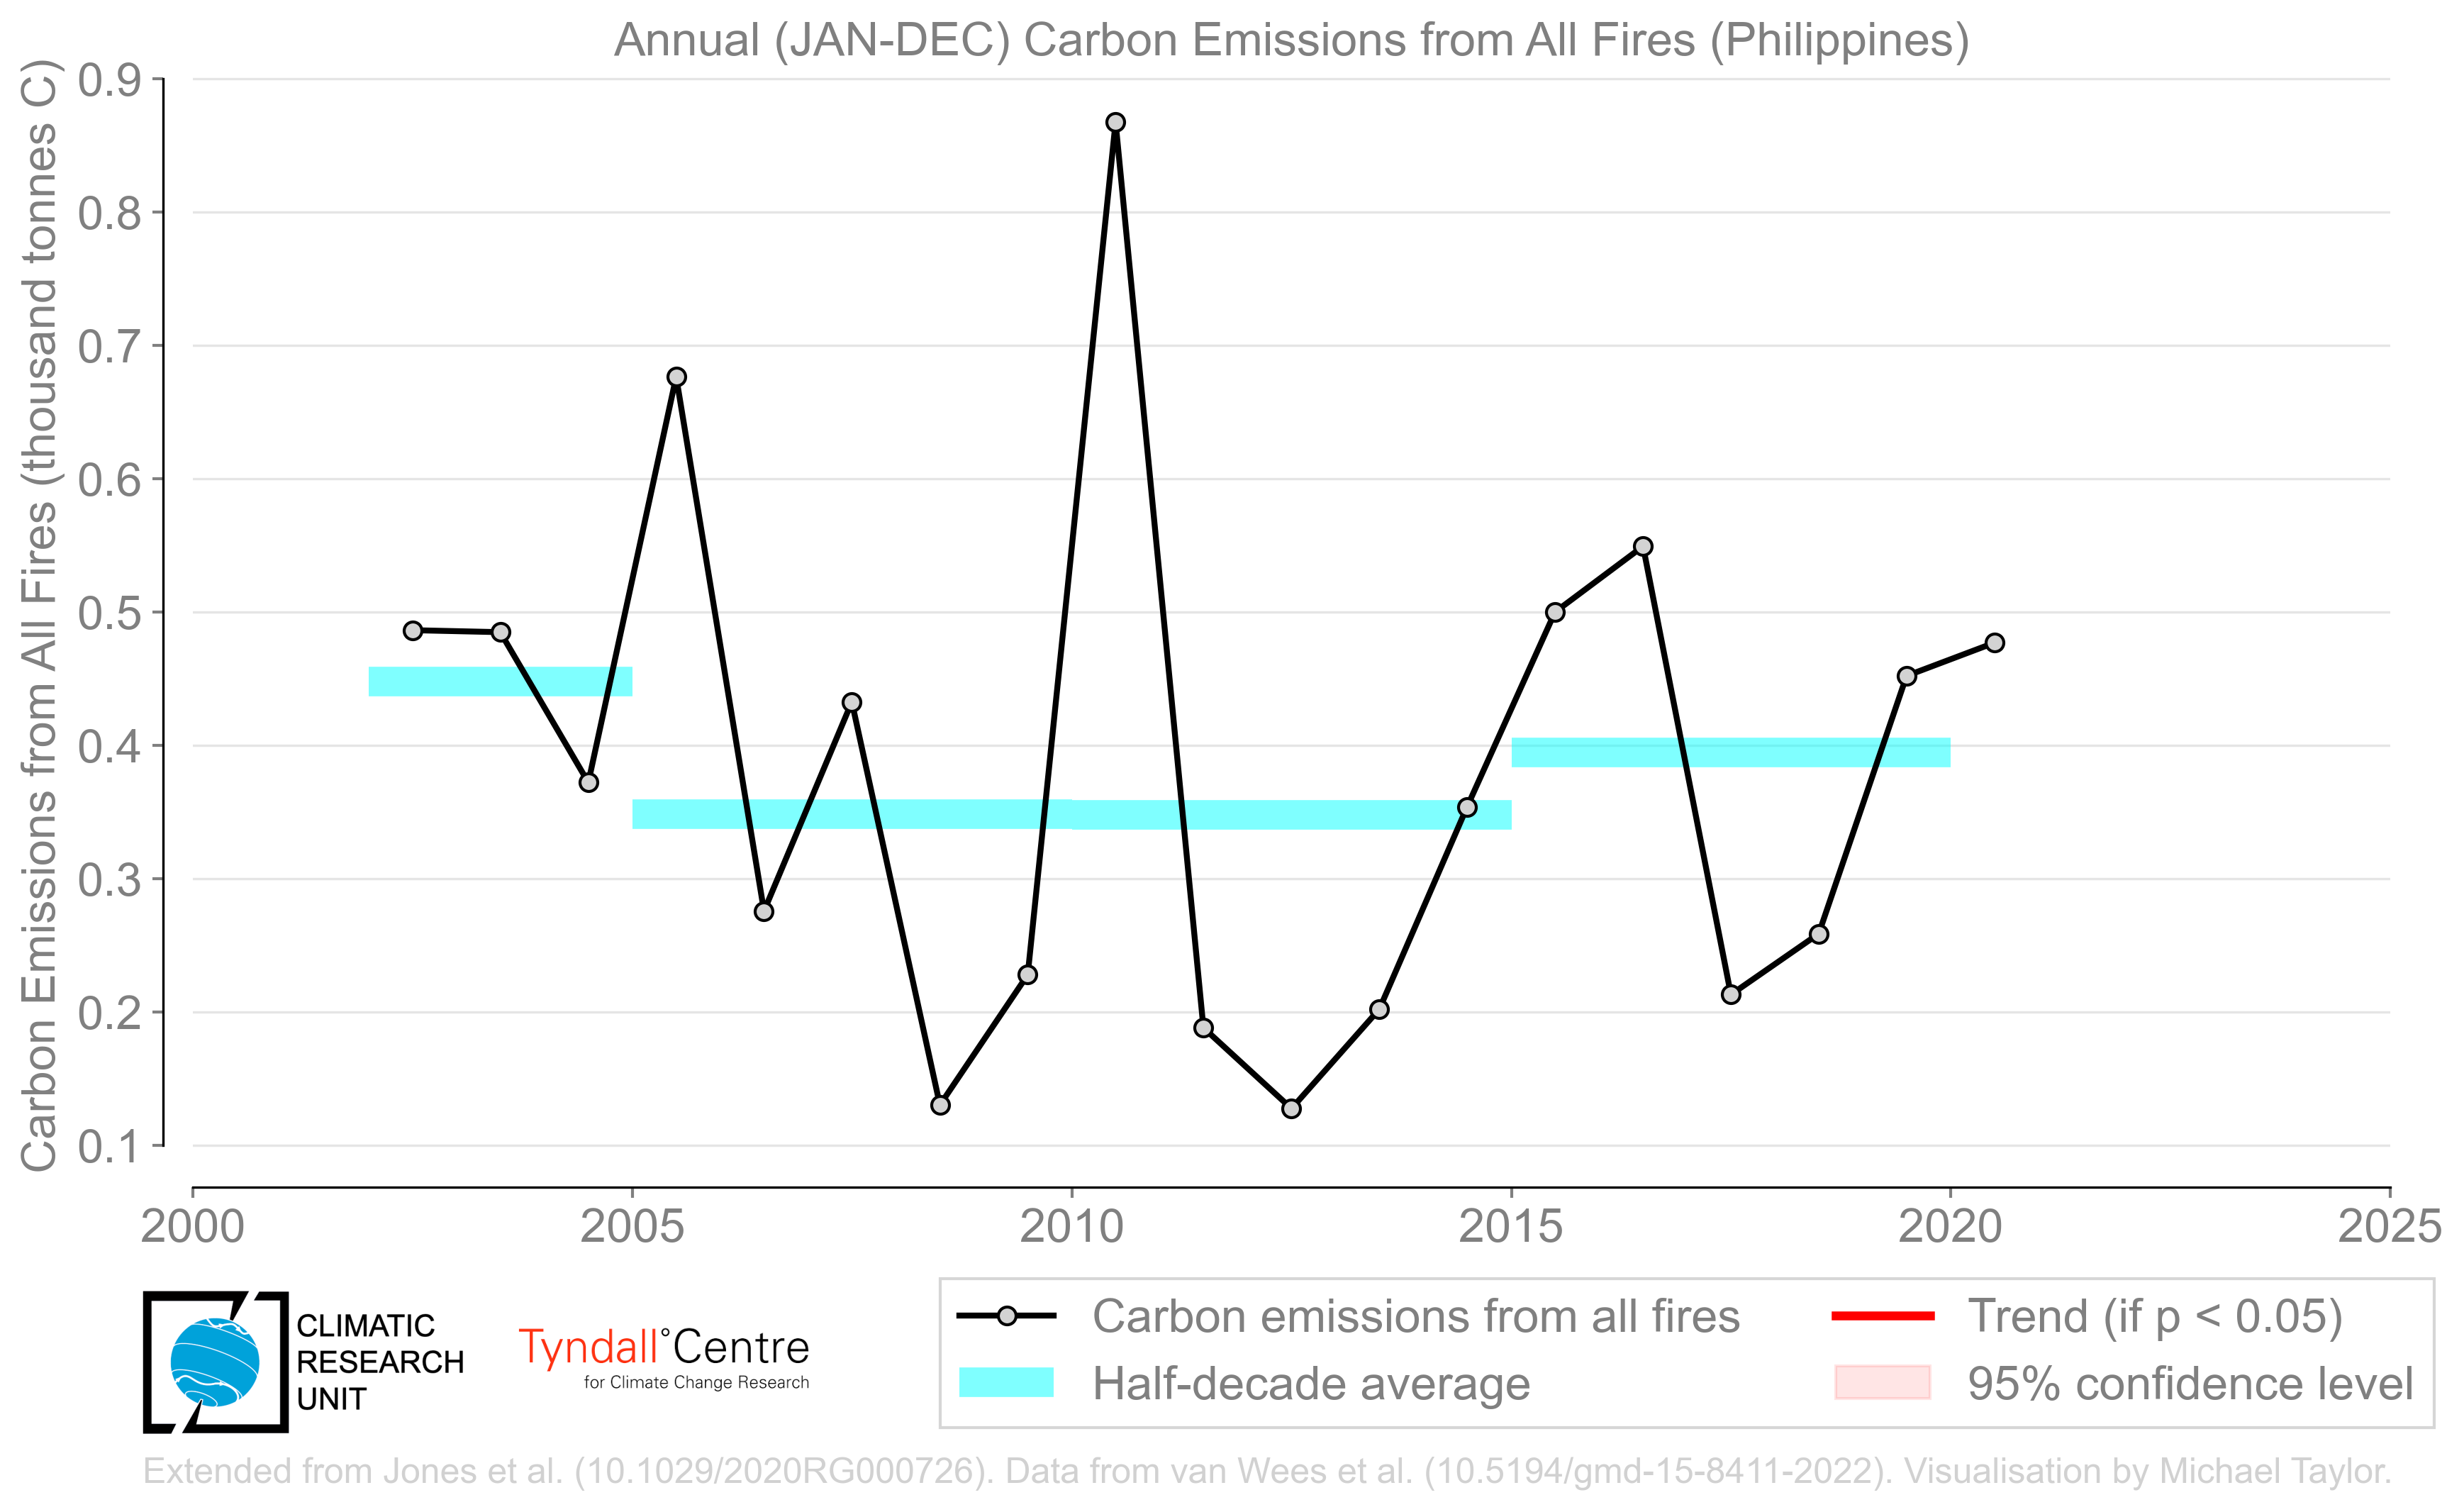 Annual (JAN-DEC) Carbon Emissions from All Fires (Philippines)
Carbon Emissions from All Fires (thousand tonnes C)
0.9
0.8
0.7
0.6
0.5
0.4
0.3
0.2
0.1
2000 2005 2010 2015 2020 2025
CLIMATIC
RESEARCH
UNIT
Tyndall°Centre
for Climate Change Research
Carbon emissions from all fires
Half-decade average
Trend (if p < 0.05)
95% confidence level
Extended from Jones et al. (10.1029/2020RG000726). Data from van Wees et al. (10.5194/gmd-15-8411-2022). Visualisation by Michael Taylor.